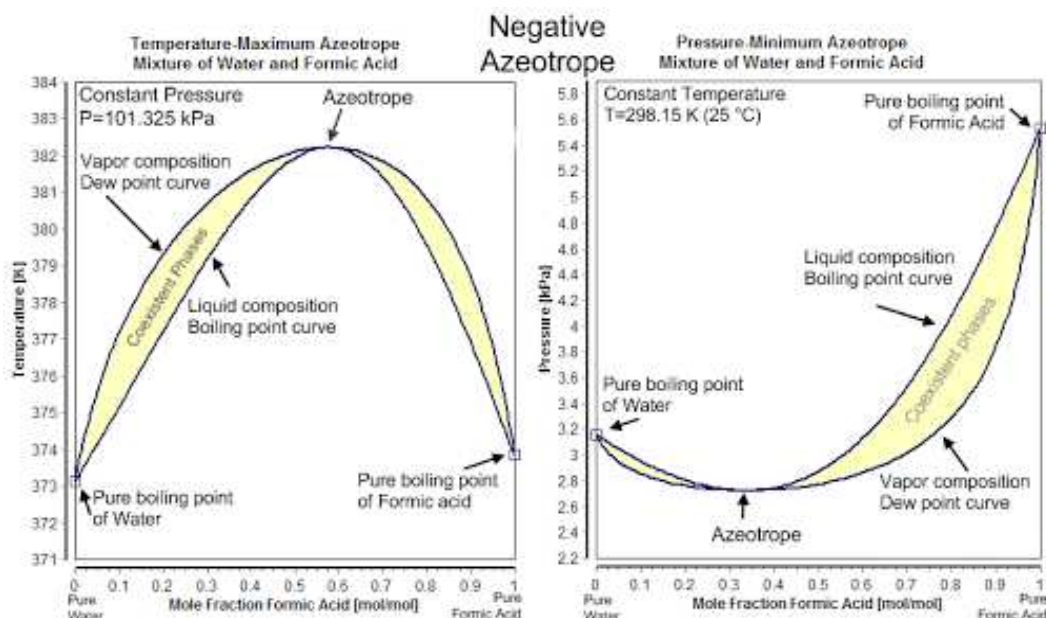 Negative
Azeotrope
Temperature-Maximum Azeotrope
Mixture of Water and Formic Acid
Constant Pressure
P=101.325 kPa
Azeotrope
Vapor composition
Dew point curve
Coexistent Phases
Liquid composition
Boiling point curve
Pure boiling point
of Water
Pure boiling point
of Formic acid
Temperature [K]
384
383
382
381
380
379
378
377
376
375
374
373
372
371
0 0.1 0.2 0.3 0.4 0.5 0.6 0.7 0.8 0.9 1
Pure
Water
Mole Fraction Formic Acid [mol/mol]
Pure
Formic Acid
Pressure-Minimum Azeotrope
Mixture of Water and Formic Acid
Constant Temperature
T=298.15 K (25 °C)
Pure boiling point
of Formic Acid
Liquid composition
Boiling point curve
Coexistent phases
Pure boiling point
of Water
Vapor composition
Dew point curve
Azeotrope
Pressure [kPa]
5.8
5.6
5.4
5.2
5
4.8
4.6
4.4
4.2
4
3.8
3.6
3.4
3.2
3
2.8
2.6
2.4
2.2
0 0.1 0.2 0.3 0.4 0.5 0.6 0.7 0.8 0.9 1
Pure
Water
Mole Fraction Formic Acid [mol/mol]
Pure
Formic Acid